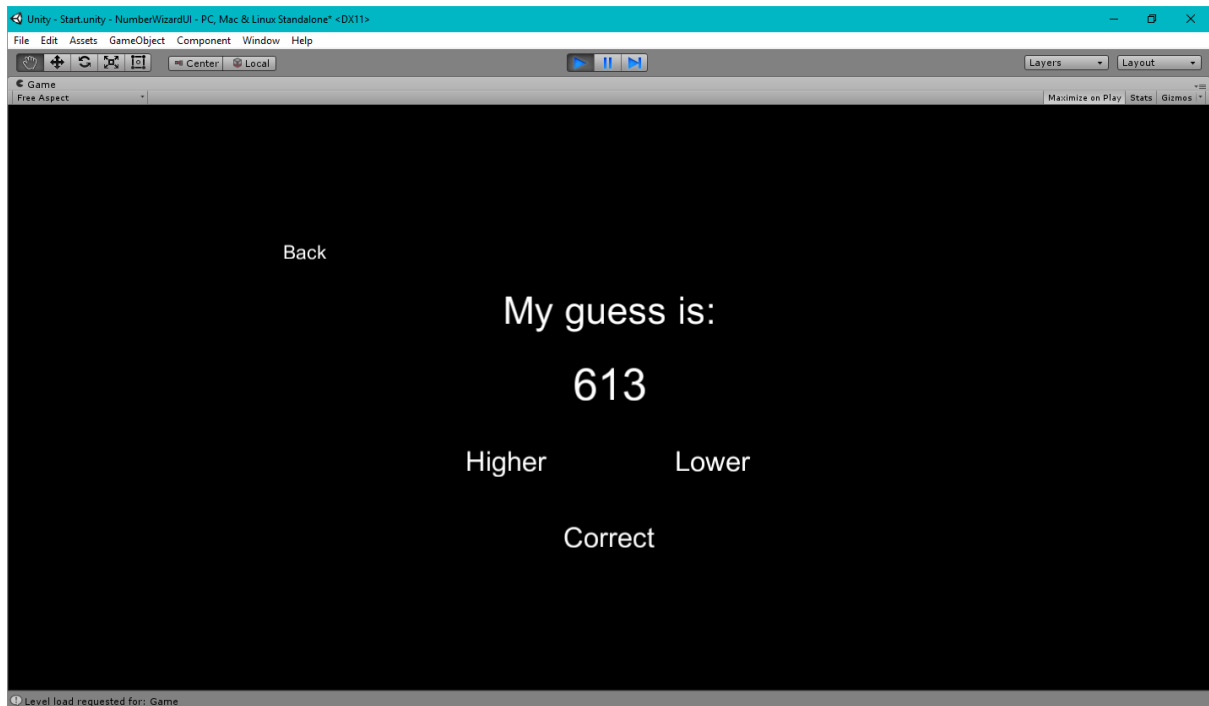 Unity - Start.unity - NumberWizardUI - PC, Mac & Linux Standalone* <DX11>
File Edit Assets GameObject Component Window Help
Center Local Layers Layout
Game
Free Aspect Maximize on Play Stats Gizmos
Back
My guess is:
613
Higher Lower
Correct
Level load requested for: Game